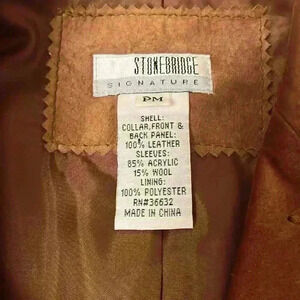 STONEBRIDGE
SIGNATURE
PM
SHELL:
COLLAR,FRONT &
BACK PANEL:
100% LEATHER
SLEEVES:
85% ACRYLIC
15% WOOL
LINING:
100% POLYESTER
RN#36632
MADE IN CHINA